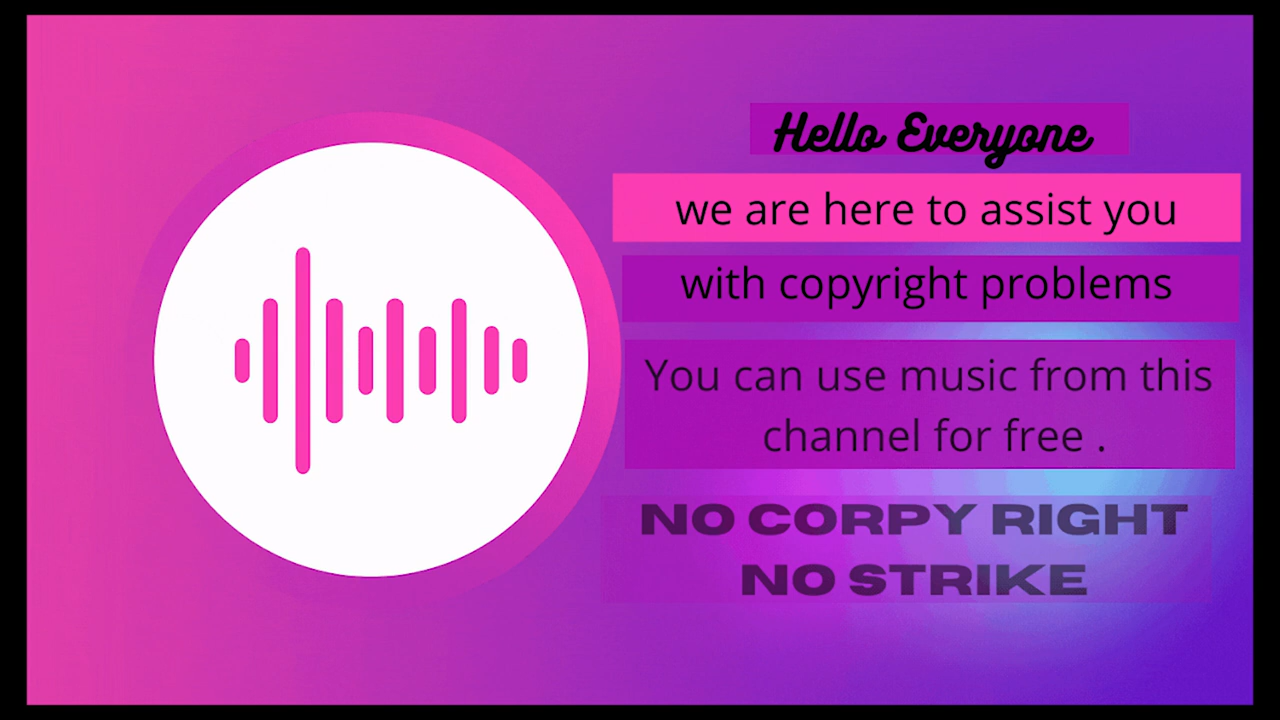 Hello Everyone
we are here to assist you
with copyright problems
You can use music from this
channel for free .
NO CORPY RIGHT
NO STRIKE